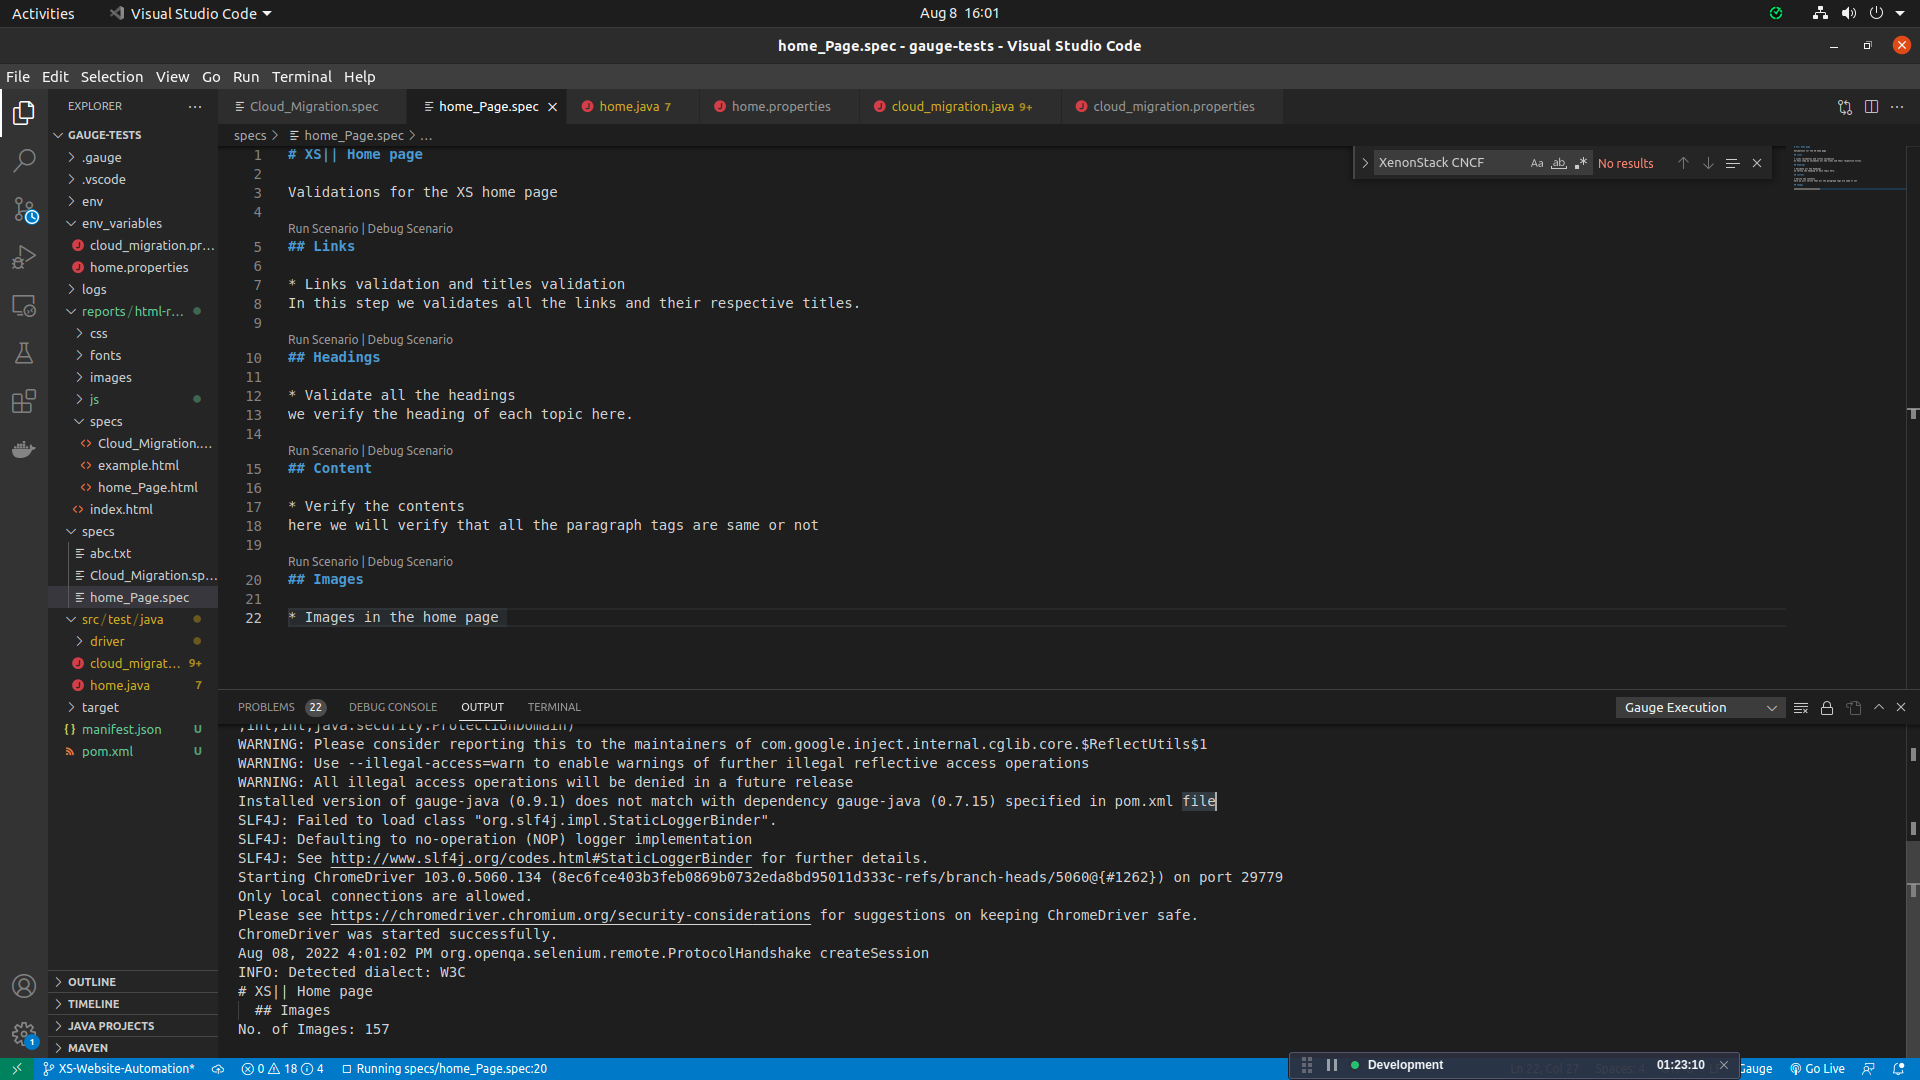 Activities
Visual Studio Code
Aug 8 16:01
home_Page.spec - gauge-tests - Visual Studio Code
File Edit Selection View Go Run Terminal Help
EXPLORER
GAUGE-TESTS
.gauge
.vscode
env
env_variables
cloud_migration.pr...
home.properties
logs
reports/html-r...
css
fonts
images
js
specs
Cloud_Migration....
example.html
home_Page.html
index.html
specs
abc.txt
Cloud_Migration.sp...
home_Page.spec
src/test/java
driver
cloud_migrat... 9+
home.java 7
target
manifest.json U
pom.xml U
OUTLINE
TIMELINE
JAVA PROJECTS
MAVEN
1
Cloud_Migration.spec home_Page.spec home.java 7 home.properties cloud_migration.java 9+ cloud_migration.properties
specs > home_Page.spec > ...
XenonStack CNCF Aa ab No results
1 # XS|| Home page
2
3 Validations for the XS home page
4
Run Scenario | Debug Scenario
5 ## Links
6
7 * Links validation and titles validation
8 In this step we validates all the links and their respective titles.
9
Run Scenario | Debug Scenario
10 ## Headings
11
12 * Validate all the headings
13 we verify the heading of each topic here.
14
Run Scenario | Debug Scenario
15 ## Content
16
17 * Verify the contents
18 here we will verify that all the paragraph tags are same or not
19
Run Scenario | Debug Scenario
20 ## Images
21
22 * Images in the home page
PROBLEMS 22 DEBUG CONSOLE OUTPUT TERMINAL
Gauge Execution
,int,int,java.security.ProtectionDomain)
WARNING: Please consider reporting this to the maintainers of com.google.inject.internal.cglib.core.$ReflectUtils$1
WARNING: Use --illegal-access=warn to enable warnings of further illegal reflective access operations
WARNING: All illegal access operations will be denied in a future release
Installed version of gauge-java (0.9.1) does not match with dependency gauge-java (0.7.15) specified in pom.xml file
SLF4J: Failed to load class "org.slf4j.impl.StaticLoggerBinder".
SLF4J: Defaulting to no-operation (NOP) logger implementation
SLF4J: See http://www.slf4j.org/codes.html#StaticLoggerBinder for further details.
Starting ChromeDriver 103.0.5060.134 (8ec6fce403b3feb0869b0732eda8bd95011d333c-refs/branch-heads/5060@{#1262}) on port 29779
Only local connections are allowed.
Please see https://chromedriver.chromium.org/security-considerations for suggestions on keeping ChromeDriver safe.
ChromeDriver was started successfully.
Aug 08, 2022 4:01:02 PM org.openqa.selenium.remote.ProtocolHandshake createSession
INFO: Detected dialect: W3C
# XS|| Home page
## Images
No. of Images: 157
XS-Website-Automation* 0 18 4 Running specs/home_Page.spec:20
Development 01:23:10
Gauge Go Live